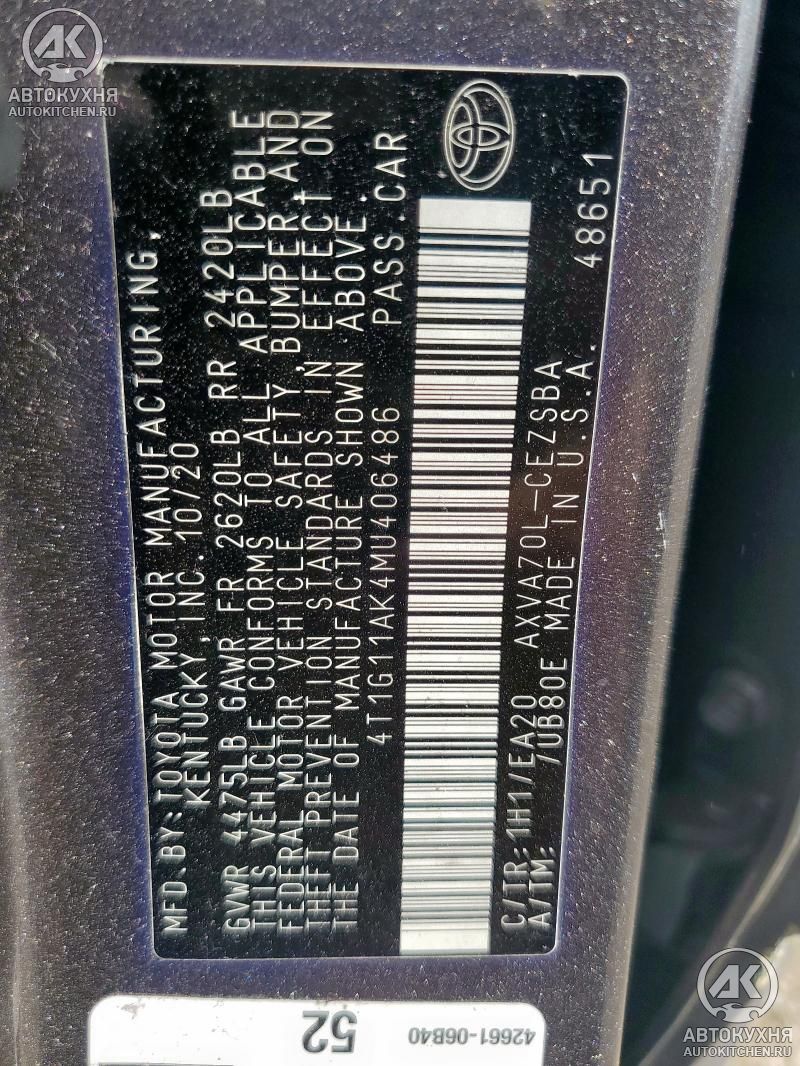 АК
АВТОКУХНЯ
AUTOKITCHEN.RU
MFD.BY:TOYOTA MOTOR MANUFACTURING,
KENTUCKY,INC. 10/20
GVWR 4475LB GAWR FR 2620LB RR 2420LB
THIS VEHICLE CONFORMS TO ALL APPLICABLE
FEDERAL MOTOR VEHICLE SAFETY,BUMPER,AND
THEFT PREVENTION STANDARDS IN EFFECT ON
THE DATE OF MANUFACTURE SHOWN ABOVE.
4T1G11AK4MU406486 PASS.CAR
C/TR:1H1/EA20 AXVA70L-CEZSBA
A/TM: /UB80E MADE IN U.S.A. 48651
52
42661-06B40
АК
АВТОКУХНЯ
AUTOKITCHEN.RU